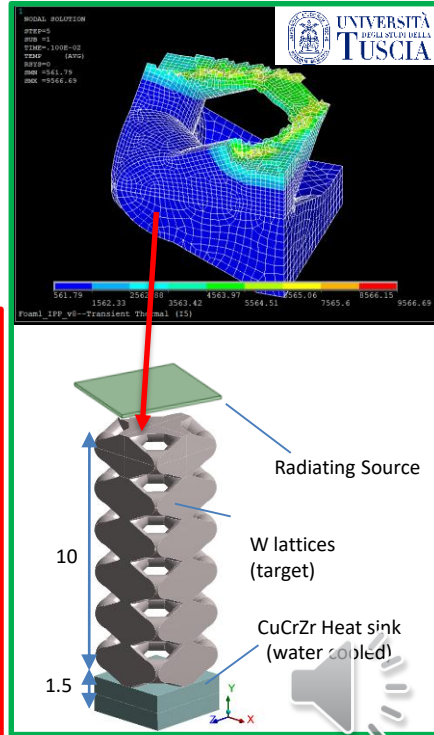 1
NODAL SOLUTION
STEP=5
SUB =1
TIME=.100E-02
TEMP (AVG)
RSYS=0
SMN =561.79
SMX =9566.69
UNIVERSITÀ
DEGLI STUDI DELLA
TUSCIA
561.79 2562.88 4563.97 6565.06 8566.15
1562.33 3563.42 5564.51 7565.6 9566.69
Foam1_IPP_v0--Transient Thermal (I5)
Radiating Source
W lattices
(target)
10
CuCrZr Heat sink
(water cooled)
1.5
Y
Z X